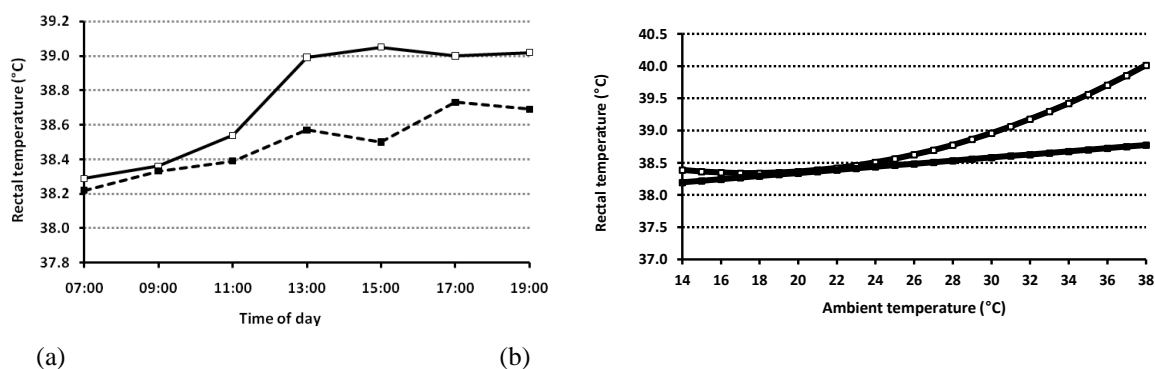 39.2
39.0
38.8
38.6
38.4
38.2
38.0
37.8
Rectal temperature (°C)
07:00 09:00 11:00 13:00 15:00 17:00 19:00
Time of day
(a)
40.5
40.0
39.5
39.0
38.5
38.0
37.5
37.0
Rectal temperature (°C)
14 16 18 20 22 24 26 28 30 32 34 36 38
Ambient temperature (°C)
(b)